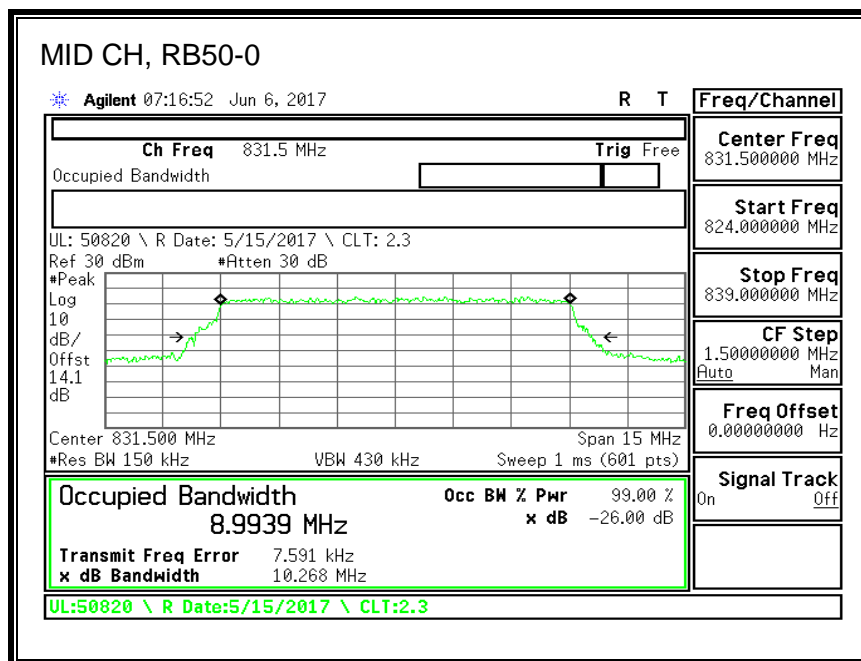 MID CH, RB50-0
Agilent 07:16:52 Jun 6, 2017 R T
Freq/Channel
Ch Freq 831.5 MHz Trig Free
Occupied Bandwidth
UL: 50820 \ R Date: 5/15/2017 \ CLT: 2.3
Ref 30 dBm #Atten 30 dB
#Peak
Log
10
dB/
Offst
14.1
dB
Center 831.500 MHz Span 15 MHz
#Res BW 150 kHz VBW 430 kHz Sweep 1 ms (601 pts)
Occupied Bandwidth Occ BW % Pwr 99.00 %
8.9939 MHz x dB -26.00 dB
Transmit Freq Error 7.591 kHz
x dB Bandwidth 10.268 MHz
UL:50820 \ R Date:5/15/2017 \ CLT:2.3
Center Freq
831.500000 MHz
Start Freq
824.000000 MHz
Stop Freq
839.000000 MHz
CF Step
1.50000000 MHz
Auto Man
Freq Offset
0.00000000 Hz
Signal Track
On Off